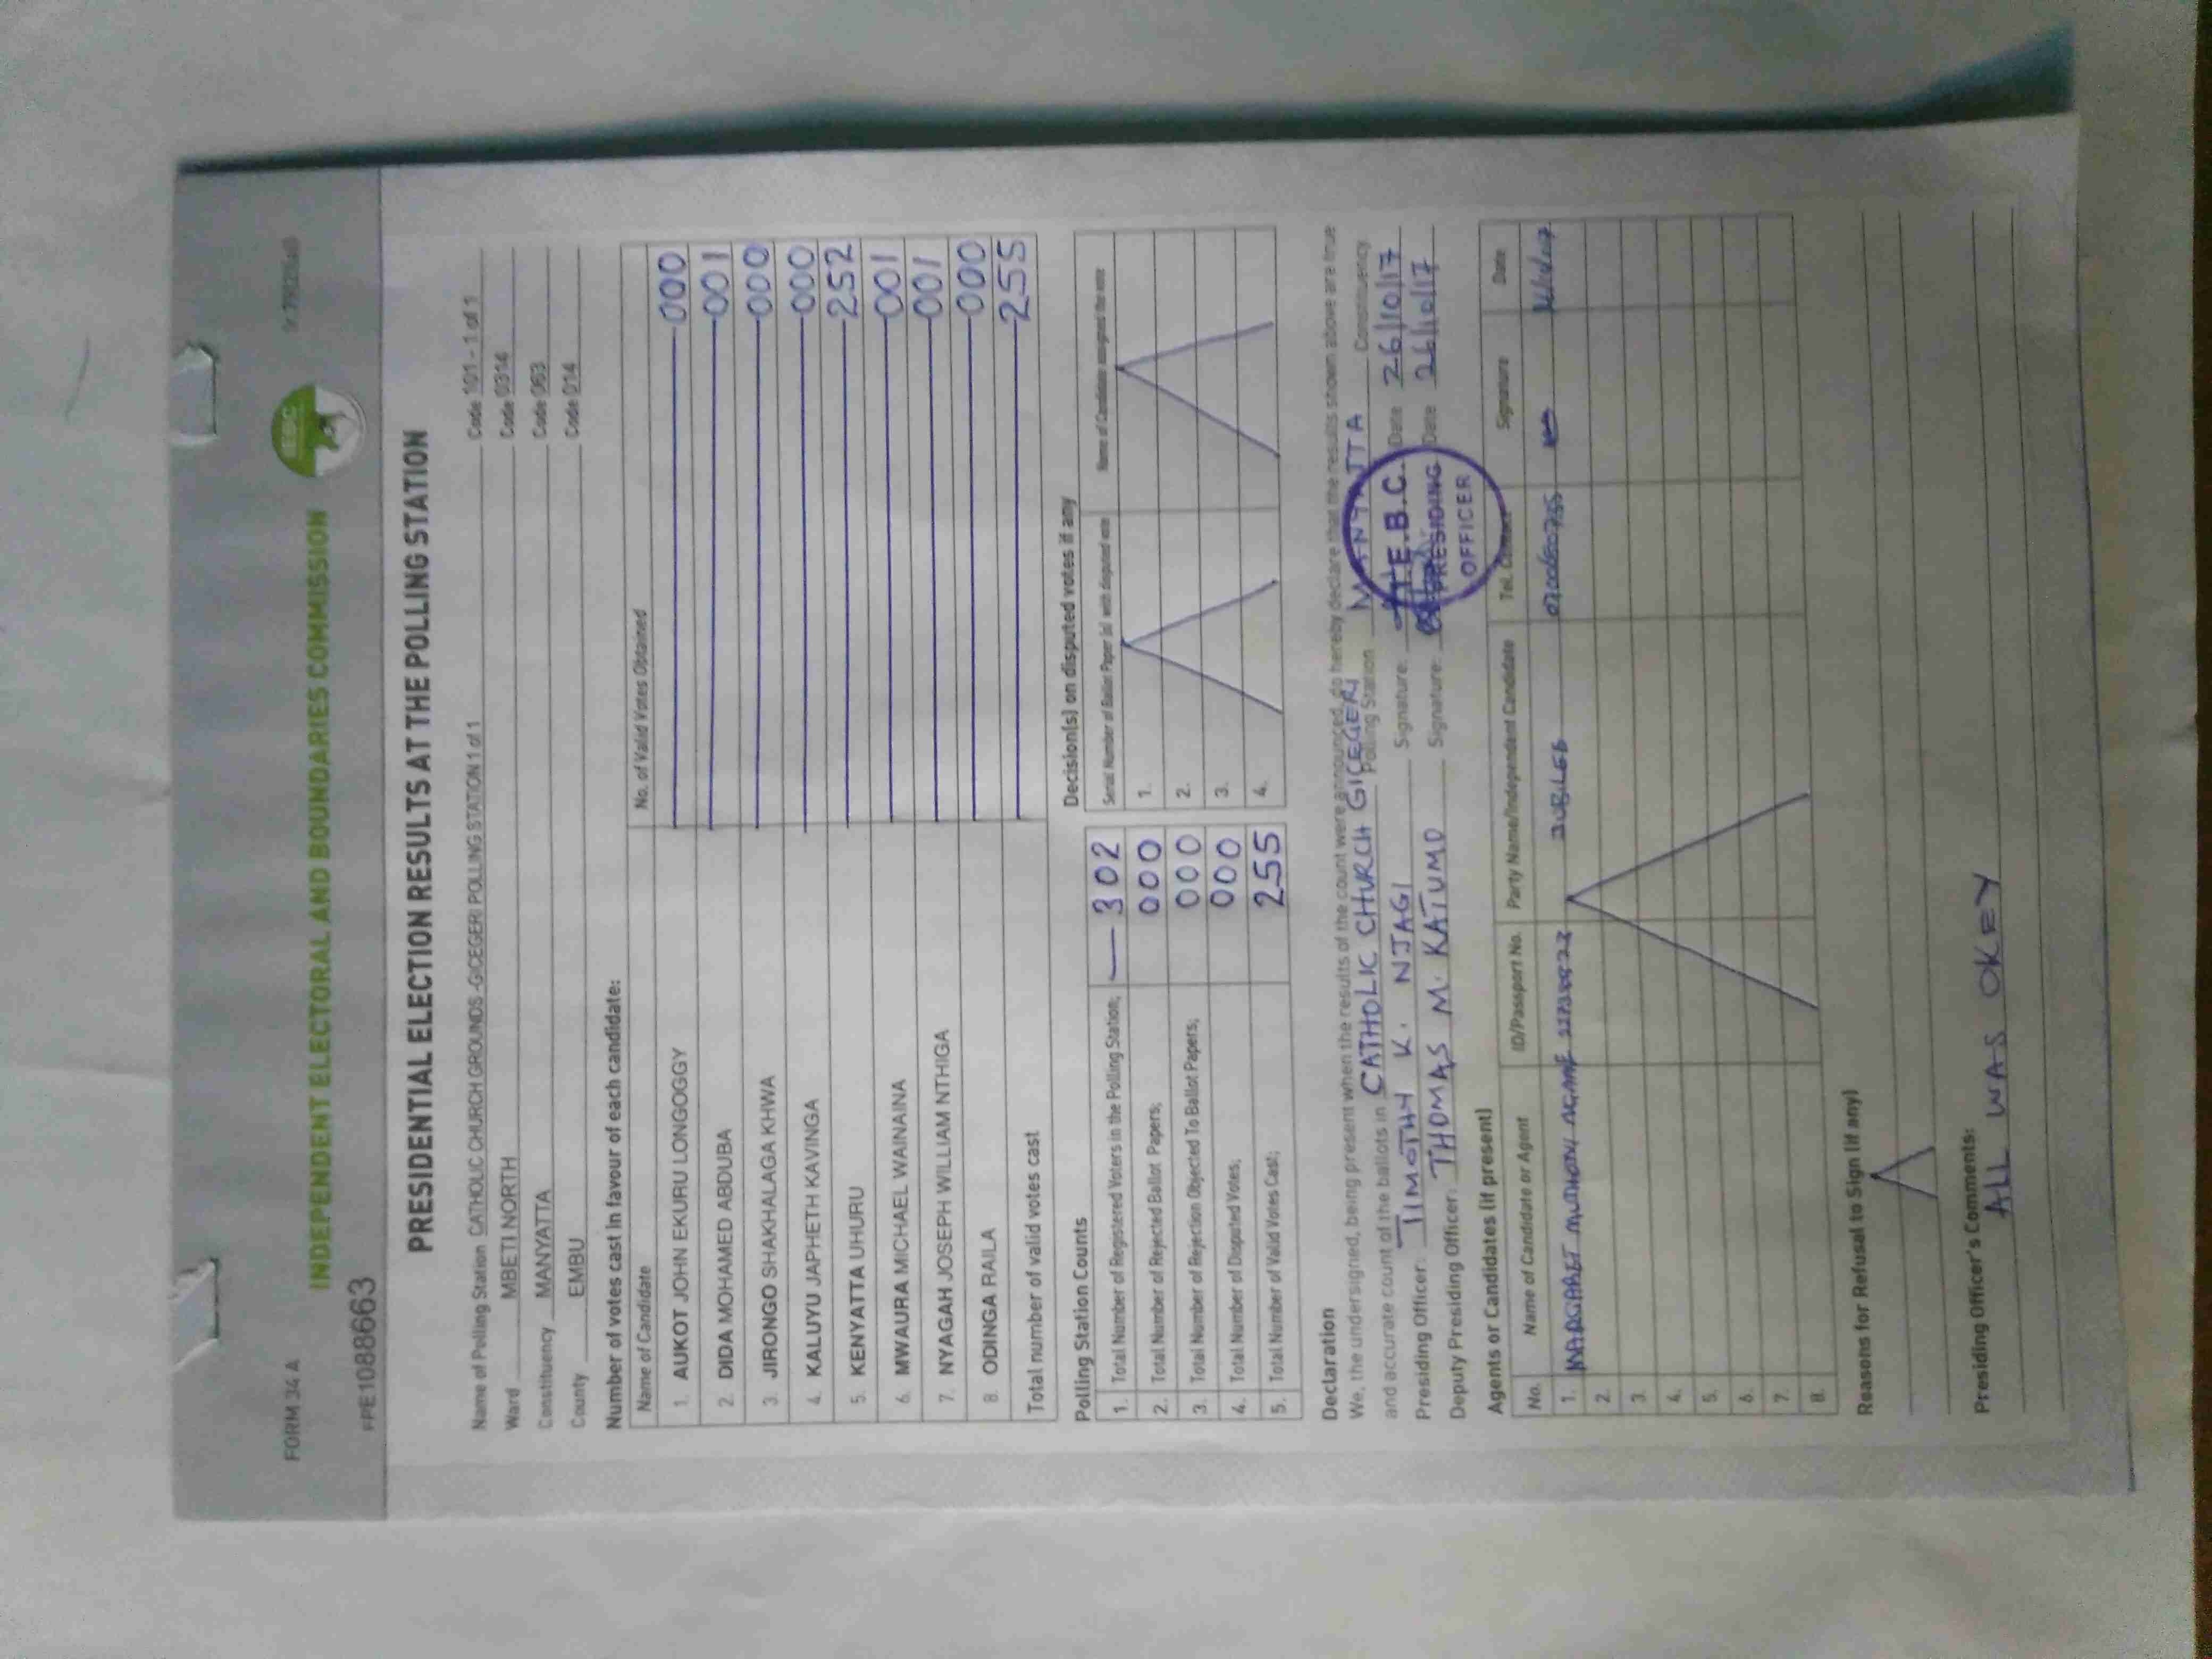 FORM 34 A
INDEPENDENT ELECTORAL AND BOUNDARIES COMMISSION
IEBC
PRESIDENTIAL ELECTION RESULTS AT THE POLLING STATION
Name of Polling Station CATHOLIC CHURCH GROUNDS -GICEGERI POLLING STATION 1 of 1 Code 101 - 1 of 1
Ward MBETI NORTH Code 0314
Constituency MANYATTA Code 063
County EMBU Code 014
Number of votes cast in favour of each candidate:
Name of Candidate No. of Valid Votes Obtained
1. AUKOT JOHN EKURU LONGOGGY 000
2. DIDA MOHAMED ABDUBA 001
3. JIRONGO SHAKHALAGA KHWA 000
4. KALUYU JAPHETH KAVINGA 000
5. KENYATTA UHURU 252
6. MWAURA MICHAEL WAINAINA 001
7. NYAGAH JOSEPH WILLIAM NTHIGA 001
8. ODINGA RAILA 000
Total number of valid votes cast 255
Polling Station Counts
1. Total Number of Registered Voters in the Polling Station; 302
2. Total Number of Rejected Ballot Papers; 000
3. Total Number of Rejection Objected To Ballot Papers; 000
4. Total Number of Disputed Votes; 000
5. Total Number of Valid Votes Cast; 255
Decision(s) on disputed votes if any
Serial Number of Ballot Paper (s) with disputed vote Name of Candidate assigned the vote
1.
2.
3.
4.
Declaration
We, the undersigned, being present when the results of the count were announced, do hereby declare that the results shown above are true
and accurate count of the ballots in CATHOLIC CHURCH GICEGERI Polling Station MANYATTA Constituency
Presiding Officer: TIMOTHY K. NJAGI Signature: Date 26/10/17
Deputy Presiding Officer: THOMAS M. KATUMO Signature: Date 26/10/17
I.E.B.C.
PRESIDING
OFFICER
Agents or Candidates (if present)
No. Name of Candidate or Agent ID/Passport No. Party Name/Independent Candidate Tel. Contact Signature Date
1. MARGARET JUBILEE
2.
3.
4.
5.
6.
7.
8.
Reasons for Refusal to Sign (if any)
Presiding Officer's Comments:
ALL WAS OKEY